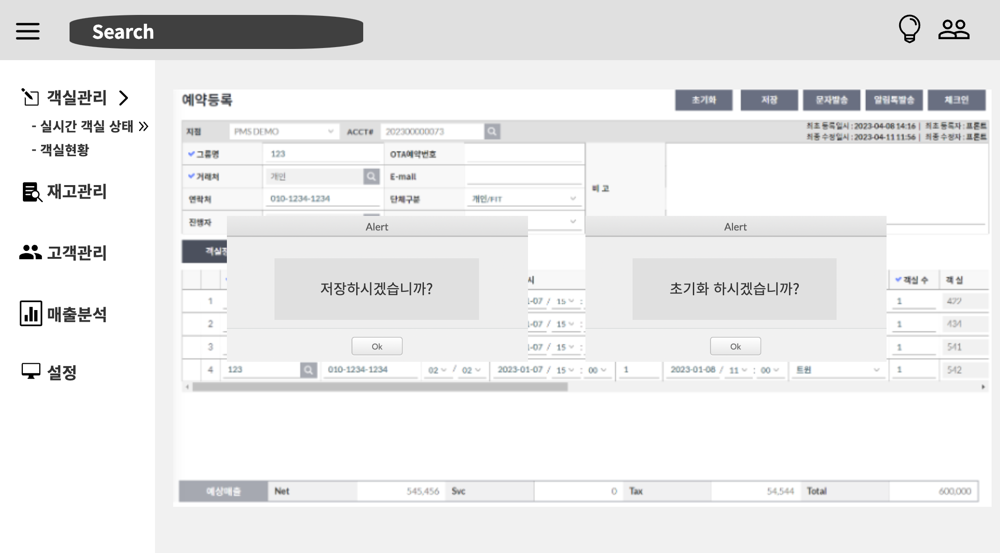 Search
객실관리
- 실시간 객실 상태
- 객실현황
재고관리
고객관리
매출분석
설정
예약등록
초기화 저장 문자발송 알림톡발송 체크인
지점 PMS DEMO ACCT# 202300000073
최초 등록일시 : 2023-04-08 14:16 | 최초 등록자 : 프론트
최종 수정일시 : 2023-04-11 11:56 | 최종 수정자 : 프론트
그룹명 123 OTA예약번호
거래처 개인 E-mail
비 고
연락처 010-1234-1234 단체구분 개인/FIT
진행자
Alert
저장하시겠습니까?
Ok
Alert
초기화 하시겠습니까?
Ok
객실
시 객실 수 객 실
1 1-07 / 15 : 1 422
2 1-07 / 15 : 1 434
3 1-07 / 15 : 1 541
4 123 010-1234-1234 02 / 02 2023-01-07 / 15 : 00 1 2023-01-08 / 11 : 00 트윈 1 542
예상매출 Net 545,456 Svc 0 Tax 54,544 Total 600,000